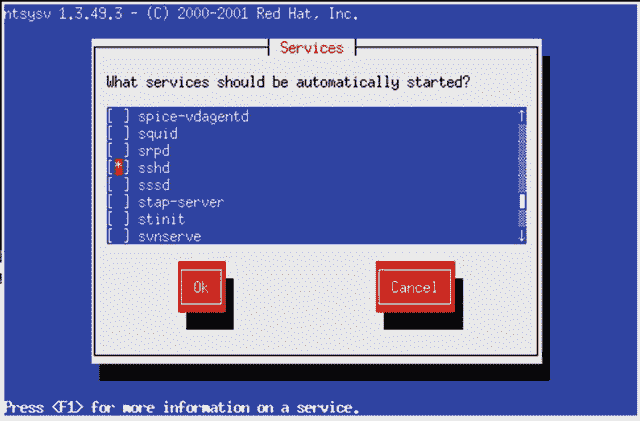 ntsysv 1.3.49.3 - (C) 2000-2001 Red Hat, Inc.
Services
What services should be automatically started?
[ ] spice-vdagentd
[ ] squid
[ ] srpd
[*] sshd
[ ] sssd
[ ] stap-server
[ ] stinit
[ ] svnserve
Ok
Cancel
Press <F1> for more information on a service.